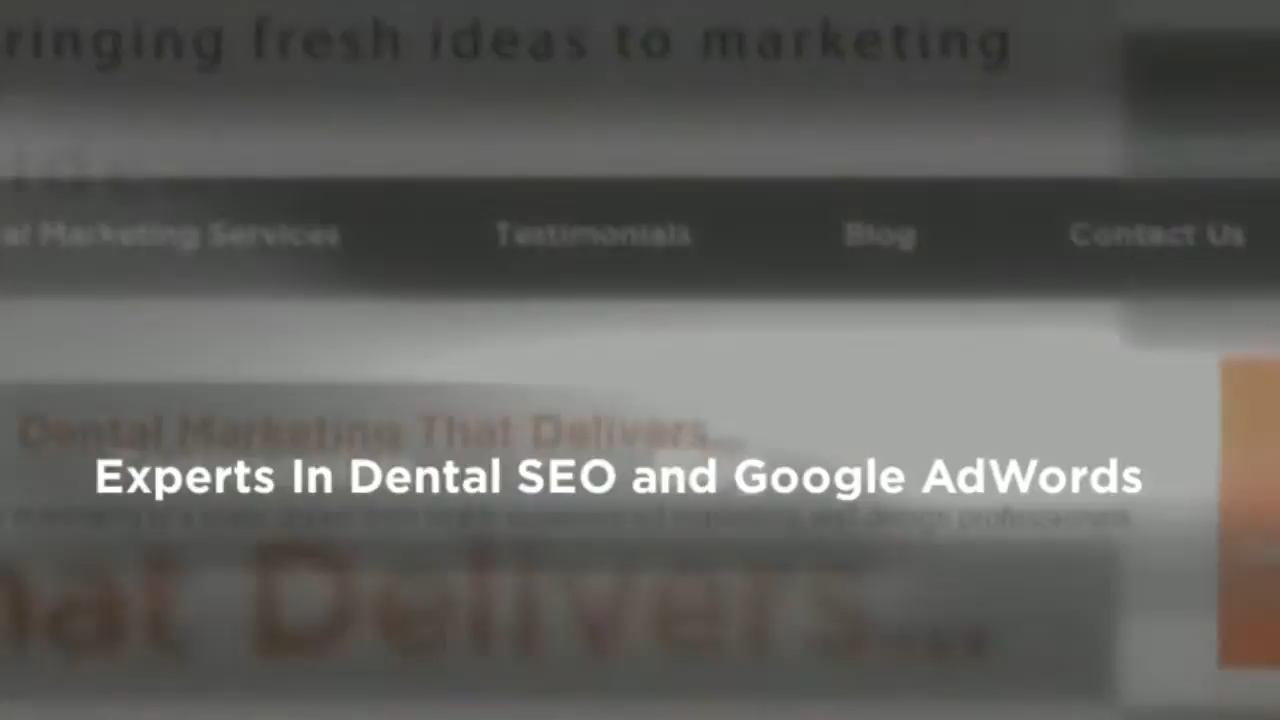 ringing fresh ideas to marketing
al Marketing Services Testimonials Blog Contact Us
Dental Marketing That Delivers...
Experts In Dental SEO and Google AdWords
hat Delivers...